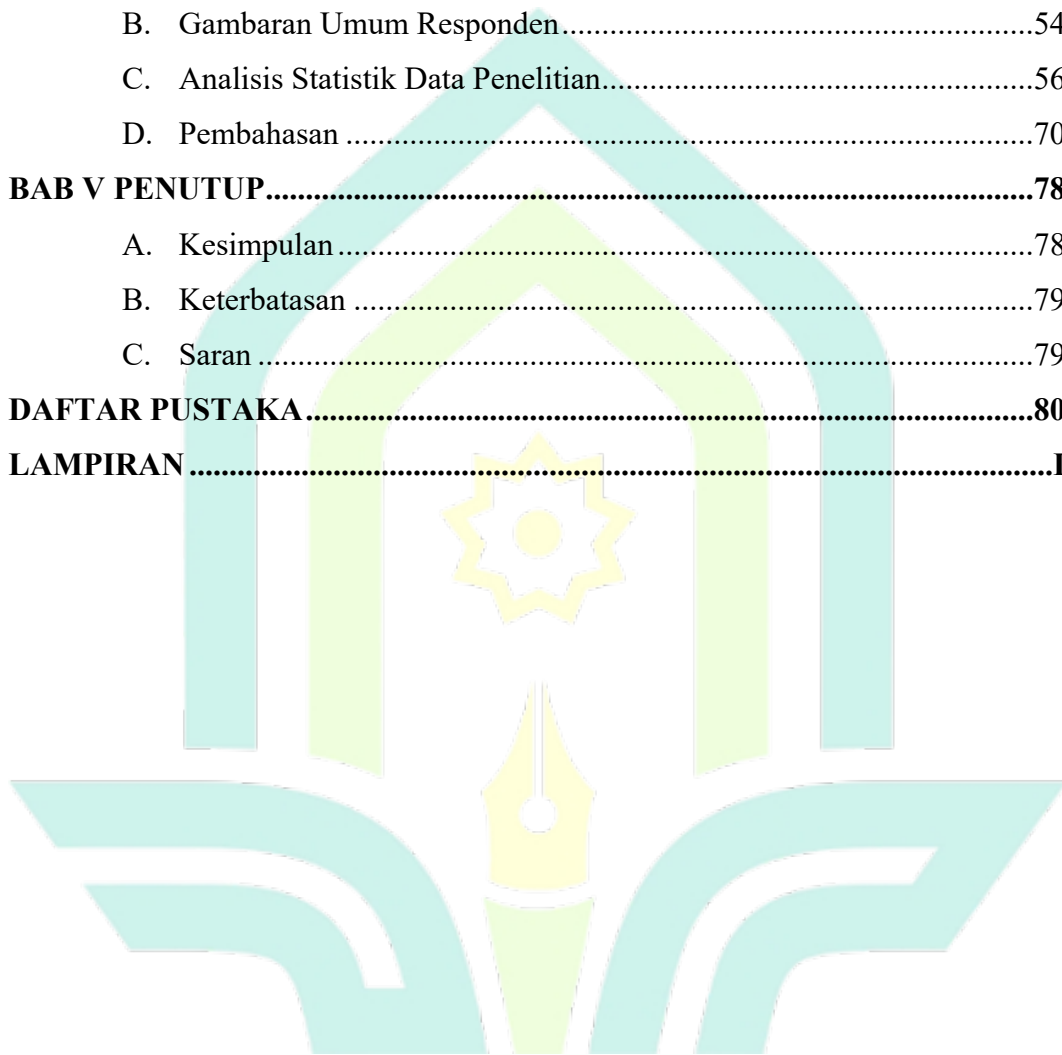 B. Gambaran Umum Responden....................................................54
C. Analisis Statistik Data Penelitian................................................56
D. Pembahasan ..............................................................................70
BAB V PENUTUP..............................................................................78
A. Kesimpulan ...............................................................................78
B. Keterbatasan .............................................................................79
C. Saran .........................................................................................79
DAFTAR PUSTAKA.........................................................................80
LAMPIRAN ........................................................................................I